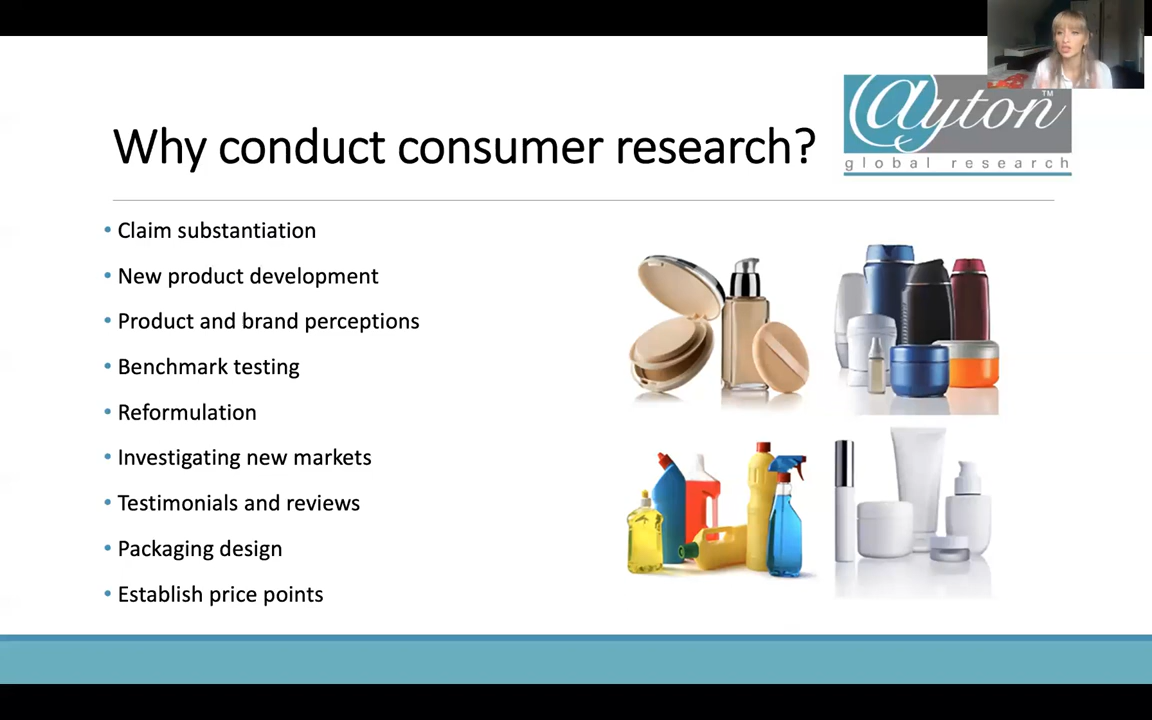 Why conduct consumer research?
@yton™
global research
• Claim substantiation
• New product development
• Product and brand perceptions
• Benchmark testing
• Reformulation
• Investigating new markets
• Testimonials and reviews
• Packaging design
• Establish price points